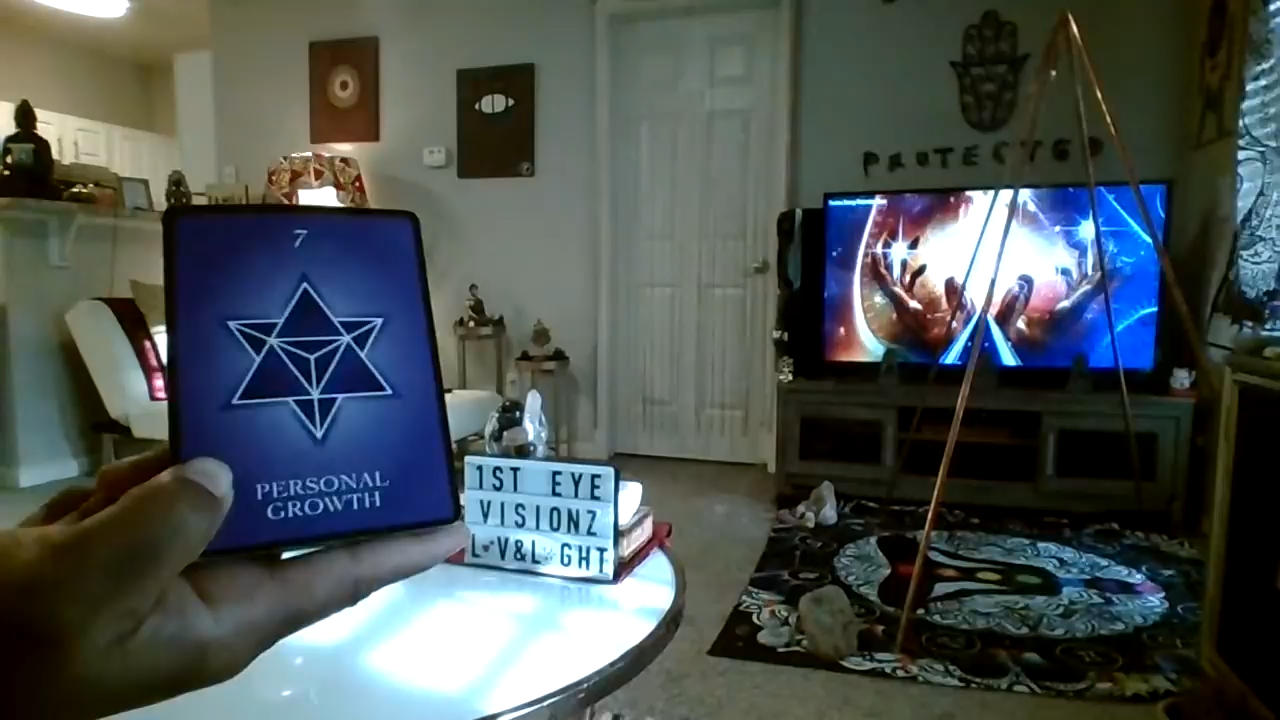 7
PERSONAL
GROWTH
PROTECTED
1ST EYE
VISIONZ
L♥V&L GHT